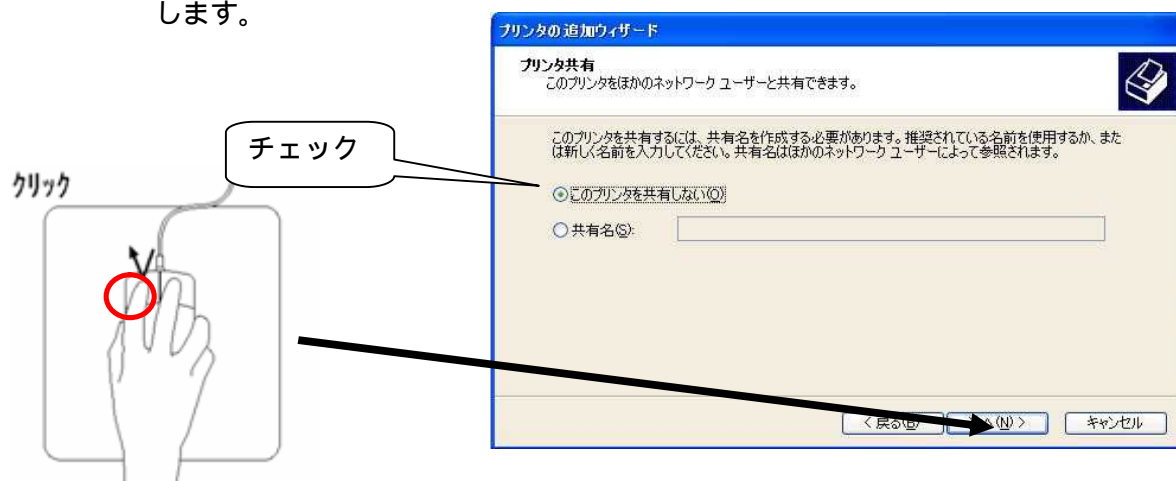 します。
プリンタの追加ウィザード
プリンタ共有
このプリンタをほかのネットワーク ユーザーと共有できます。
このプリンタを共有するには、共有名を作成する必要があります。推奨されている名前を使用するか、また
は新しく名前を入力してください。共有名はほかのネットワーク ユーザーによって参照されます。
チェック
クリック
このプリンタを共有しない(O)
共有名(S):
< 戻る(B)
(N) >
キャンセル